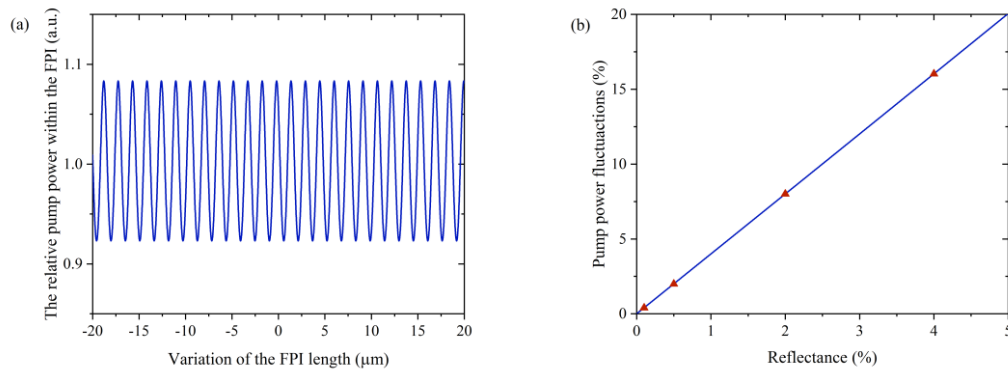 (a)
The relative pump power within the FPI (a.u.)
1.1
1.0
0.9
-20 -15 -10 -5 0 5 10 15 20
Variation of the FPI length (μm)
(b)
Pump power fluctuactions (%)
20
15
10
5
0
0 1 2 3 4 5
Reflectance (%)